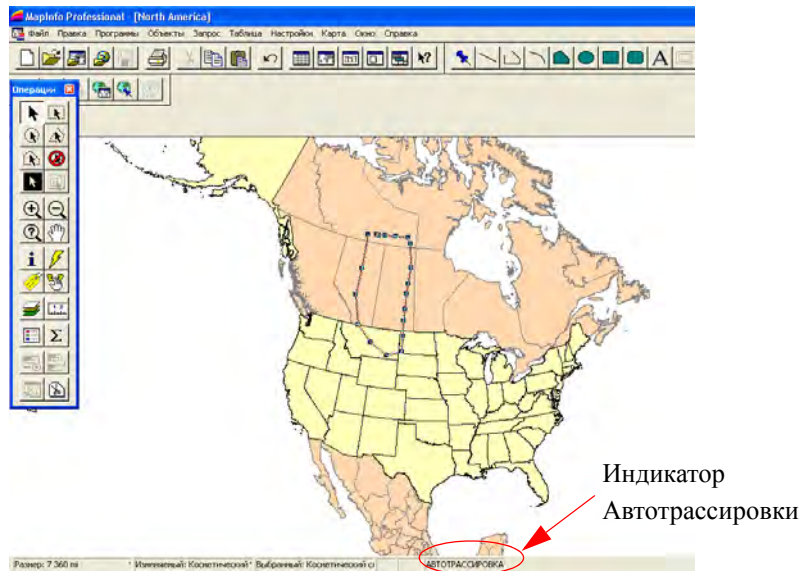 MapInfo Professional - [North America]
Файл Правка Программы Объекты Запрос Таблица Настройки Карта Окно Справка
Операции
Индикатор
Автотрассировки
Размер: 7 360 mi Изменяемый: Косметический Выбранный: Косметический сл АВТОТРАССИРОВКА